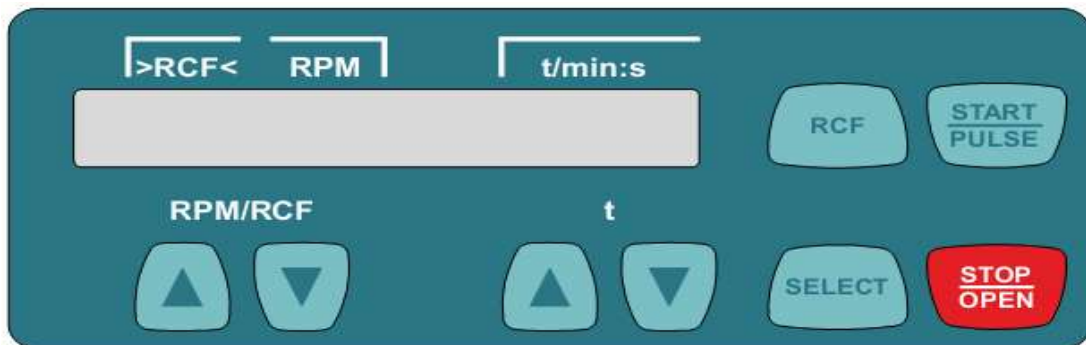 >RCF< RPM t/min:s
RCF
START
PULSE
RPM/RCF t
SELECT
STOP
OPEN